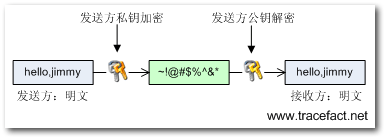 发送方私钥加密
发送方公钥解密
hello,jimmy
~!@#$%^&*
hello,jimmy
发送方：明文
接收方：明文
www.tracefact.net